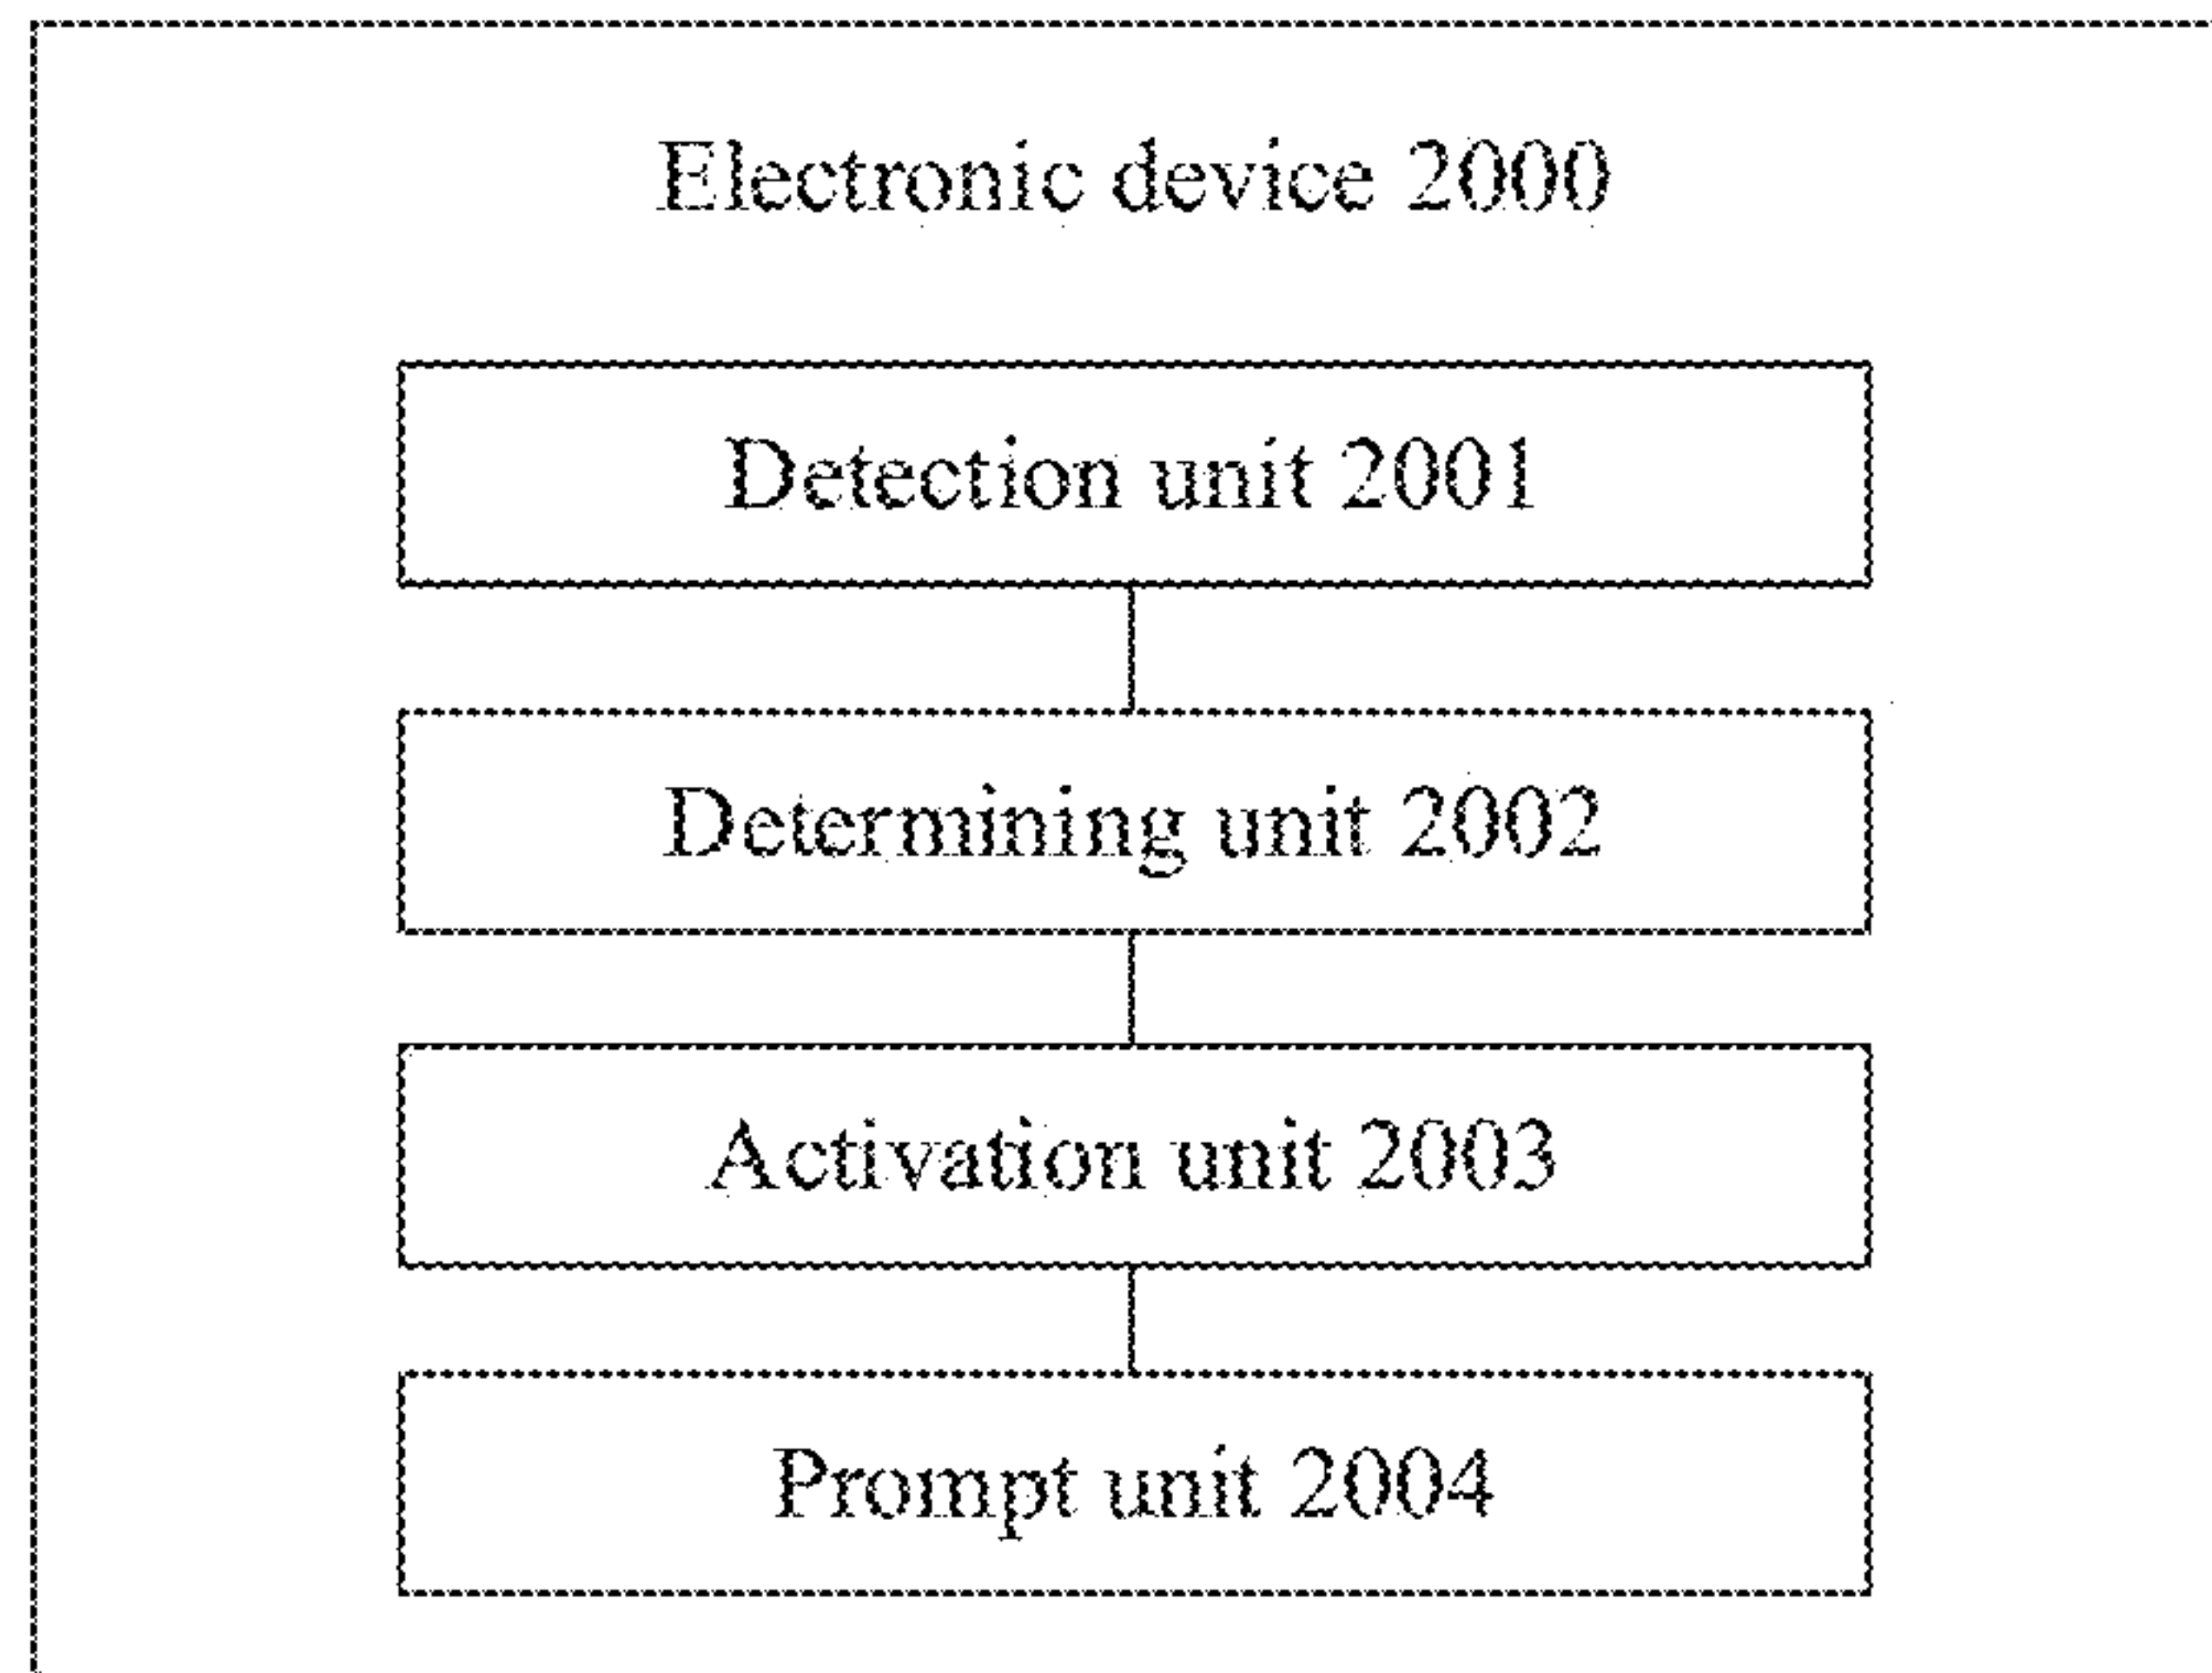 Electronic device 2000
Detection unit 2001
Determining unit 2002
Activation unit 2003
Prompt unit 2004